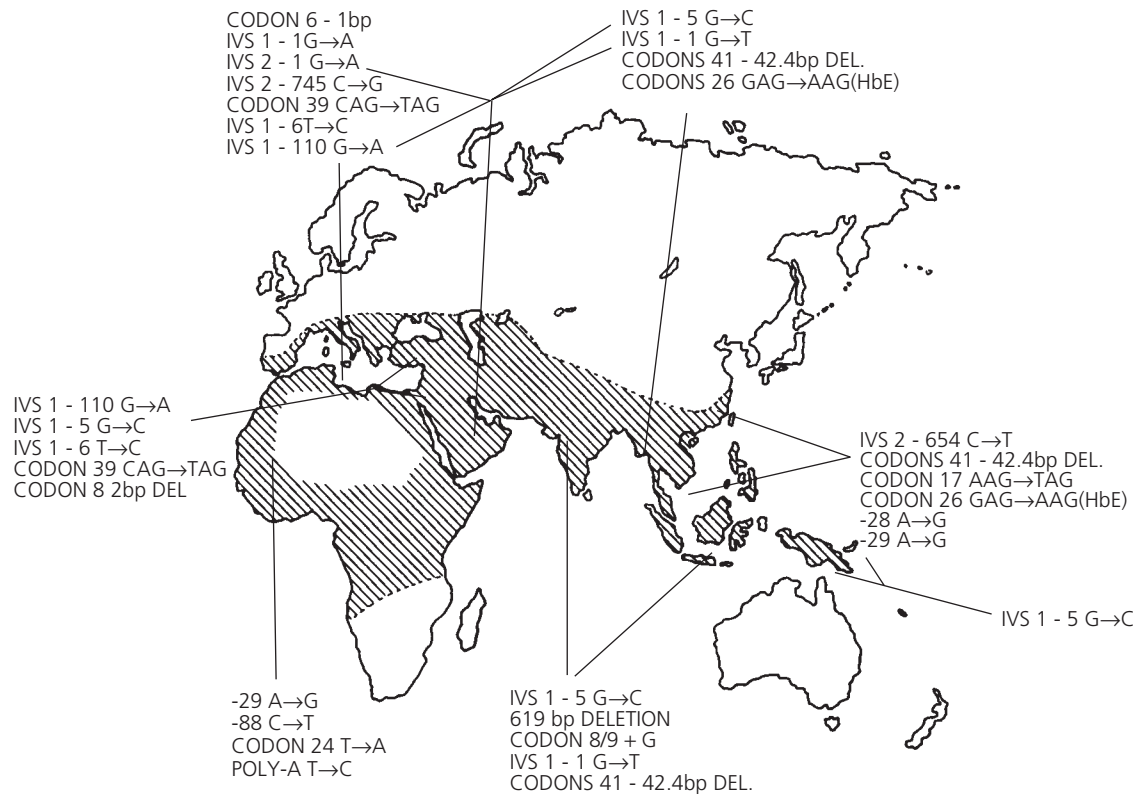 CODON 6 - 1bp
IVS 1 - 1G→A
IVS 2 - 1 G→A
IVS 2 - 745 C→G
CODON 39 CAG→TAG
IVS 1 - 6T→C
IVS 1 - 110 G→A
IVS 1 - 5 G→C
IVS 1 - 1 G→T
CODONS 41 - 42.4bp DEL.
CODONS 26 GAG→AAG(HbE)
IVS 1 - 110 G→A
IVS 1 - 5 G→C
IVS 1 - 6 T→C
CODON 39 CAG→TAG
CODON 8 2bp DEL
IVS 2 - 654 C→T
CODONS 41 - 42.4bp DEL.
CODON 17 AAG→TAG
CODON 26 GAG→AAG(HbE)
-28 A→G
-29 A→G
IVS 1 - 5 G→C
-29 A→G
-88 C→T
CODON 24 T→A
POLY-A T→C
IVS 1 - 5 G→C
619 bp DELETION
CODON 8/9 + G
IVS 1 - 1 G→T
CODONS 41 - 42.4bp DEL.